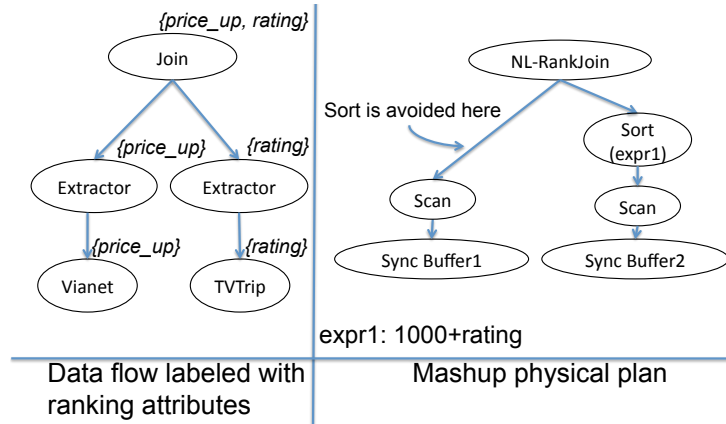 {price_up, rating}
Join
{price_up}
{rating}
Extractor
Extractor
{price_up}
{rating}
Vianet
TVTrip
Data flow labeled with
ranking attributes
NL-RankJoin
Sort is avoided here
Sort
(expr1)
Scan
Scan
Sync Buffer1
Sync Buffer2
expr1: 1000+rating
Mashup physical plan